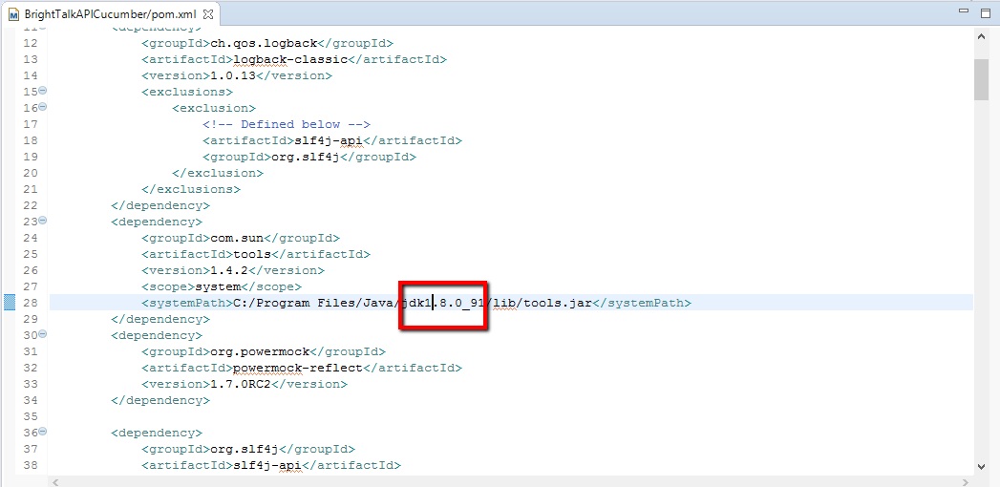 BrightTalkAPICucumber/pom.xml
11 <dependency>
12 <groupId>ch.qos.logback</groupId>
13 <artifactId>logback-classic</artifactId>
14 <version>1.0.13</version>
15 <exclusions>
16 <exclusion>
17 <!-- Defined below -->
18 <artifactId>slf4j-api</artifactId>
19 <groupId>org.slf4j</groupId>
20 </exclusion>
21 </exclusions>
22 </dependency>
23 <dependency>
24 <groupId>com.sun</groupId>
25 <artifactId>tools</artifactId>
26 <version>1.4.2</version>
27 <scope>system</scope>
28 <systemPath>C:/Program Files/Java/jdk1.8.0_91/lib/tools.jar</systemPath>
29 </dependency>
30 <dependency>
31 <groupId>org.powermock</groupId>
32 <artifactId>powermock-reflect</artifactId>
33 <version>1.7.0RC2</version>
34 </dependency>
35
36 <dependency>
37 <groupId>org.slf4j</groupId>
38 <artifactId>slf4j-api</artifactId>